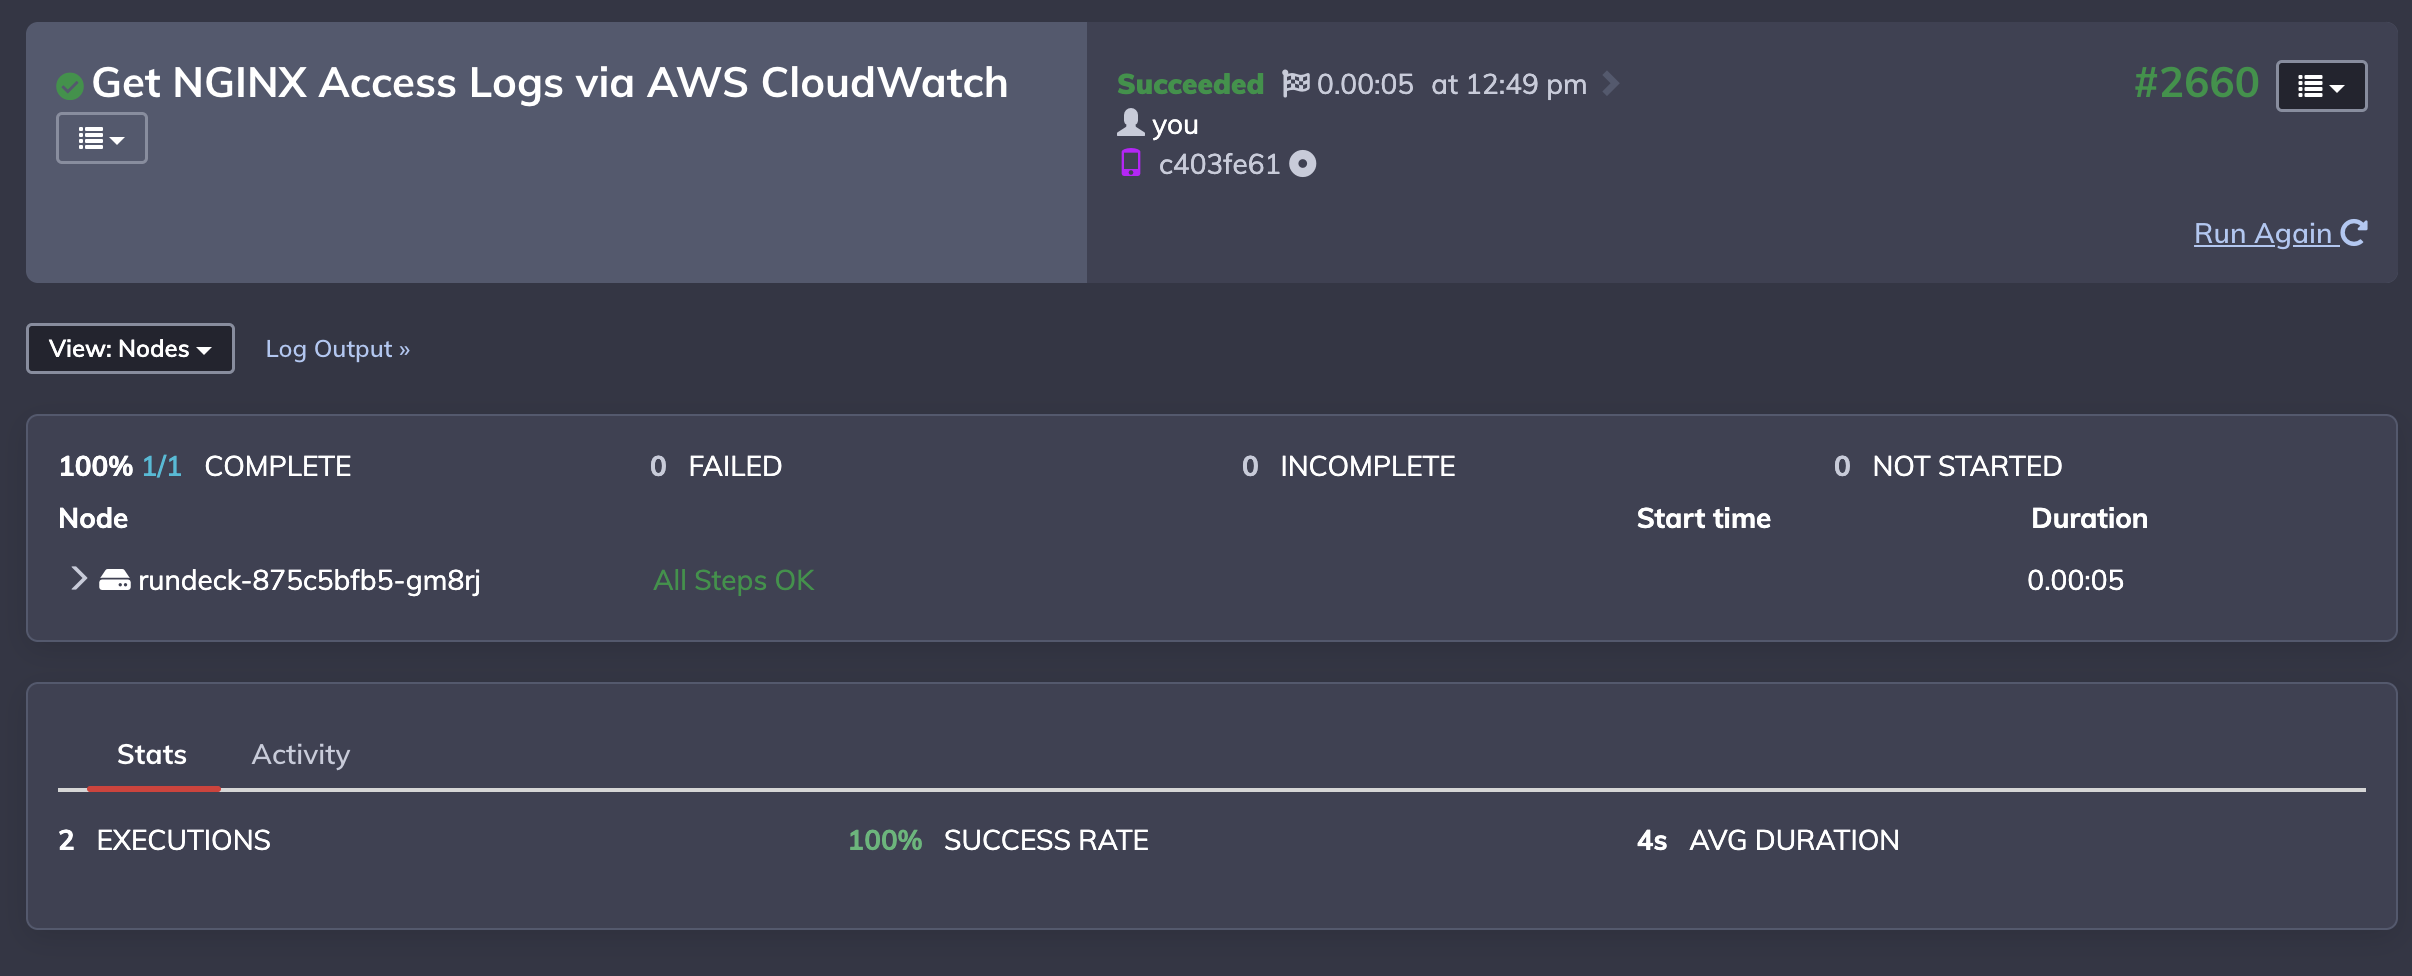 Get NGINX Access Logs via AWS CloudWatch
Succeeded 0.00:05 at 12:49 pm
#2660
you
c403fe61
Run Again
View: Nodes
Log Output »
100% 1/1 COMPLETE
0 FAILED
0 INCOMPLETE
0 NOT STARTED
Node
Start time
Duration
rundeck-875c5bfb5-gm8rj
All Steps OK
0.00:05
Stats
Activity
2 EXECUTIONS
100% SUCCESS RATE
4s AVG DURATION